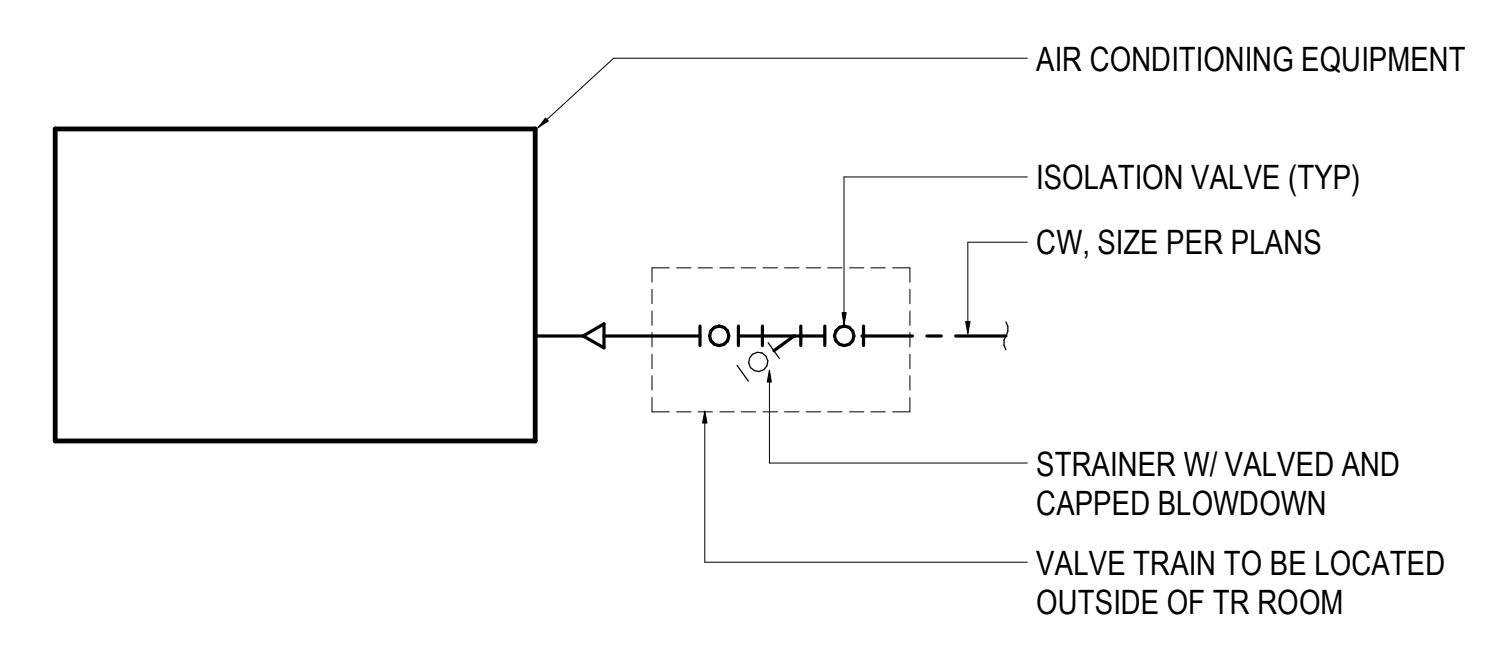 AIR CONDITIONING EQUIPMENT
ISOLATION VALVE (TYP)
CW, SIZE PER PLANS
STRAINER W/ VALVED AND
CAPPED BLOWDOWN
VALVE TRAIN TO BE LOCATED
OUTSIDE OF TR ROOM